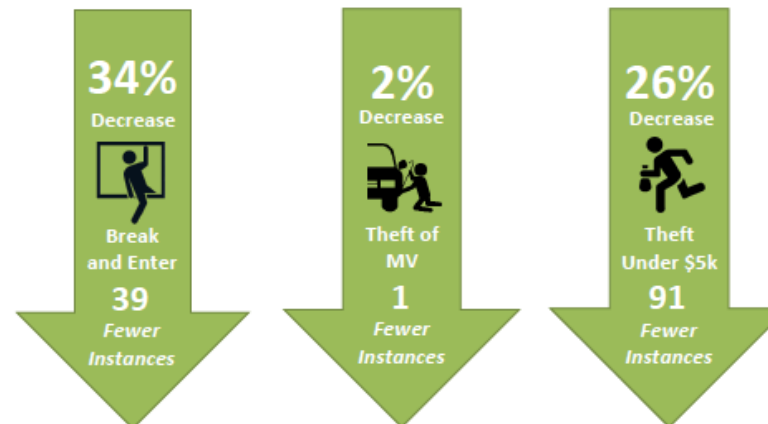 34%
Decrease
Break
and Enter
39
Fewer
Instances
2%
Decrease
Theft of
MV
1
Fewer
Instances
26%
Decrease
Theft
Under $5k
91
Fewer
Instances